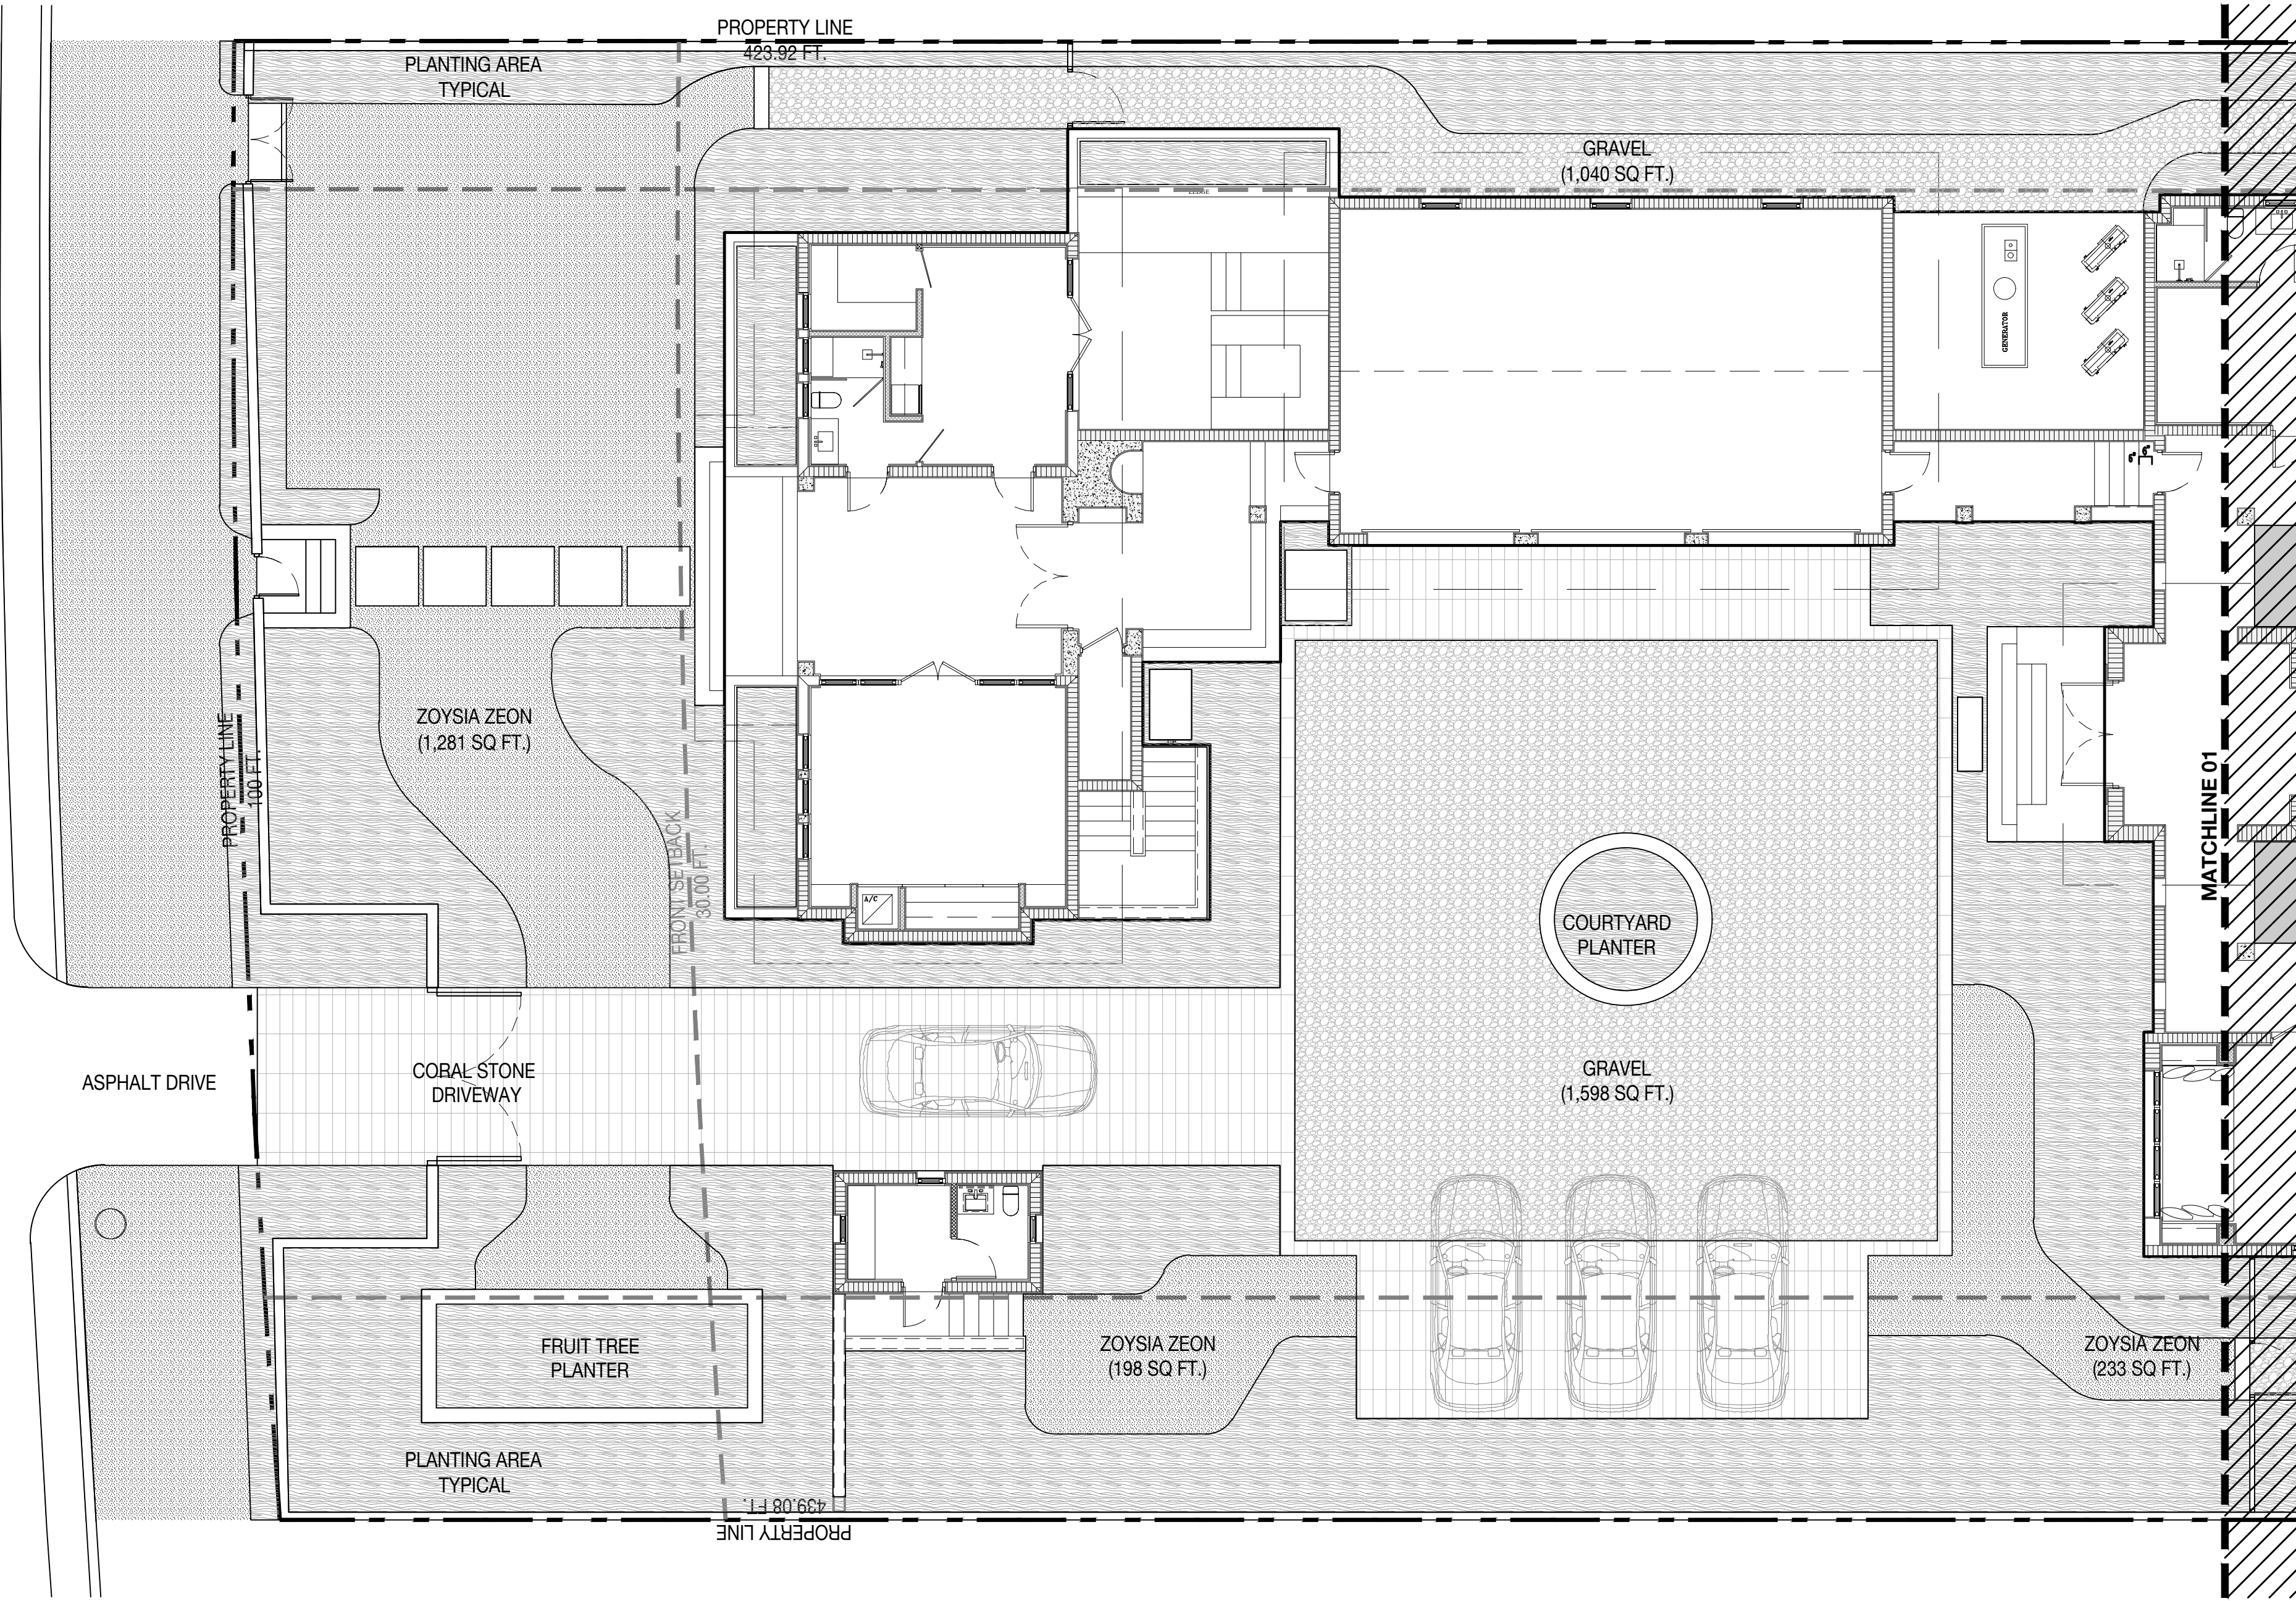 PROPERTY LINE
423.92 FT.
PLANTING AREA
TYPICAL
GRAVEL
(1,040 SQ FT.)
LEDGE
GENERATOR
6"
6"
ZOYSIA ZEON
(1,281 SQ FT.)
PROPERTY LINE
100 FT.
FRONT SETBACK
30.00 FT.
A/C
MATCHLINE 01
COURTYARD
PLANTER
ASPHALT DRIVE
CORAL STONE
DRIVEWAY
GRAVEL
(1,598 SQ FT.)
FRUIT TREE
PLANTER
ZOYSIA ZEON
(198 SQ FT.)
ZOYSIA ZEON
(233 SQ FT.)
PLANTING AREA
TYPICAL
PROPERTY LINE
439.08 FT.